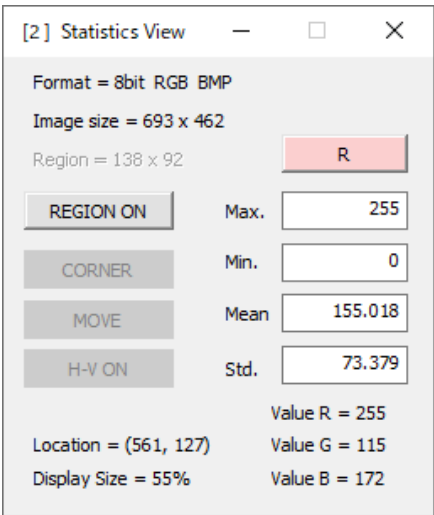 [2] Statistics View
Format = 8bit RGB BMP
Image size = 693 x 462
Region = 138 x 92
R
REGION ON
Max. 255
CORNER
Min. 0
MOVE
Mean 155.018
H-V ON
Std. 73.379
Value R = 255
Location = (561, 127) Value G = 115
Display Size = 55% Value B = 172